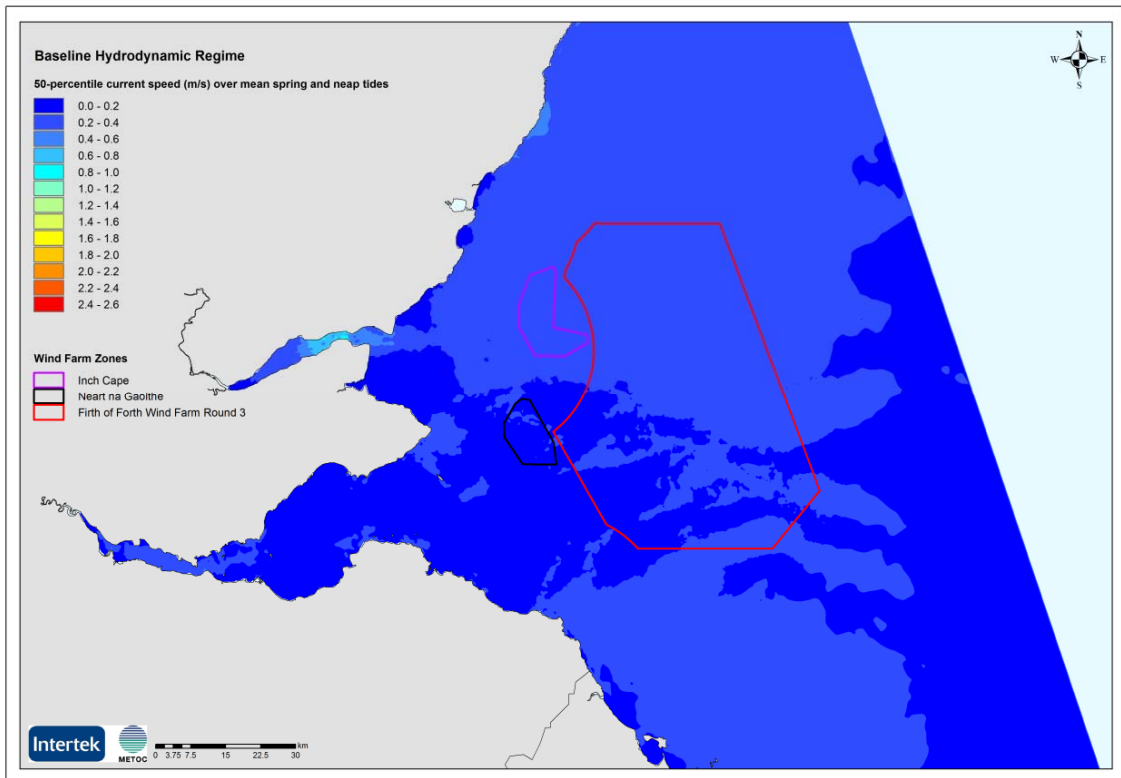 Baseline Hydrodynamic Regime
50-percentile current speed (m/s) over mean spring and neap tides
0.0 - 0.2
0.2 - 0.4
0.4 - 0.6
0.6 - 0.8
0.8 - 1.0
1.0 - 1.2
1.2 - 1.4
1.4 - 1.6
1.6 - 1.8
1.8 - 2.0
2.0 - 2.2
2.2 - 2.4
2.4 - 2.6
Wind Farm Zones
Inch Cape
Neart na Gaoithe
Firth of Forth Wind Farm Round 3
N
W E
S
Intertek
METOC
km
0 3.75 7.5 15 22.5 30